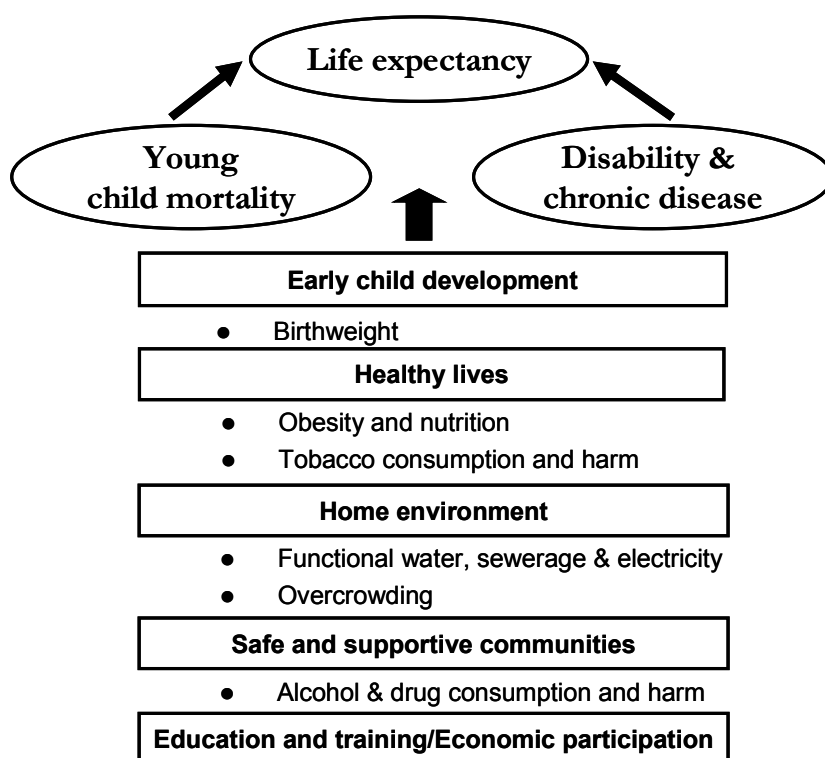 Life expectancy
Young
child mortality
Disability &
chronic disease
Early child development
● Birthweight
Healthy lives
● Obesity and nutrition
● Tobacco consumption and harm
Home environment
● Functional water, sewerage & electricity
● Overcrowding
Safe and supportive communities
● Alcohol & drug consumption and harm
Education and training/Economic participation